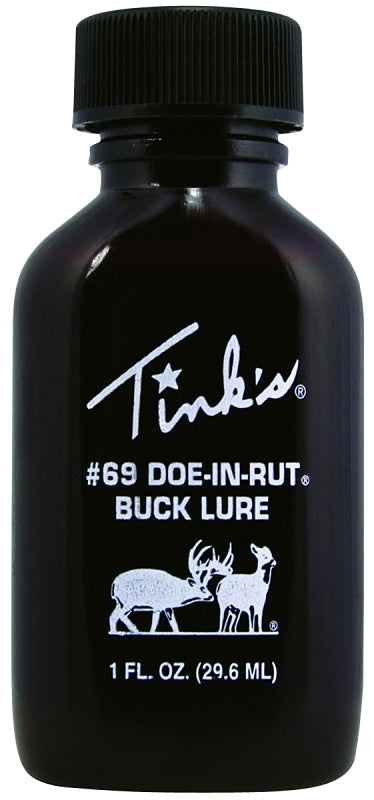 Tink's®
#69 DOE-IN-RUT®
BUCK LURE
®
1 FL. OZ. (29.6 ML)